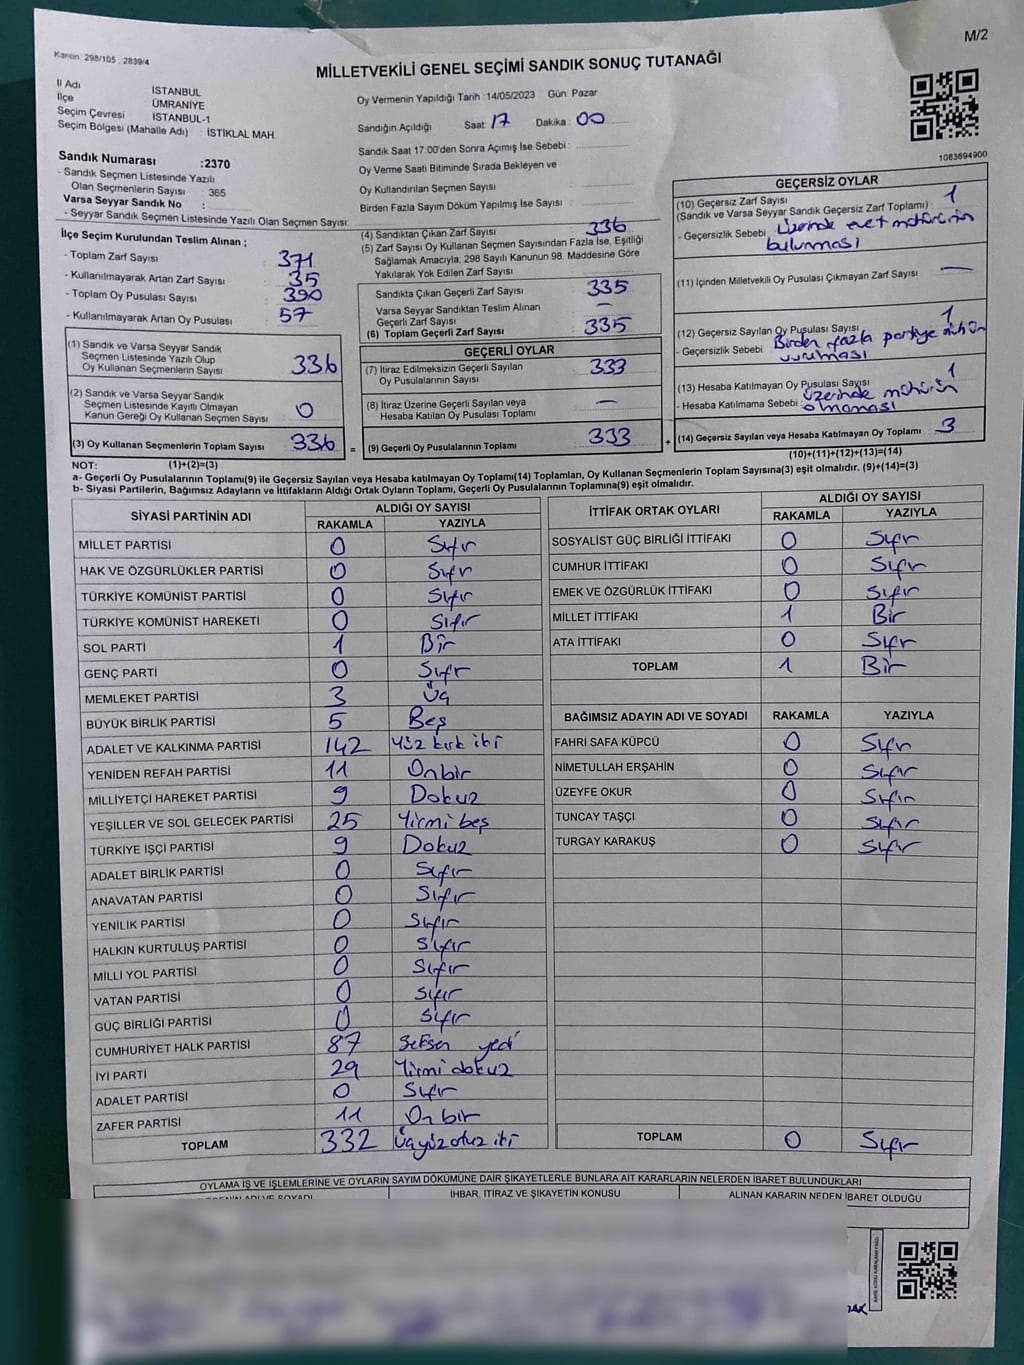 M/2
Kanun: 298/105 , 2839/4
MİLLETVEKİLİ GENEL SEÇİMİ SANDIK SONUÇ TUTANAĞI
İl Adı İSTANBUL
İlçe ÜMRANİYE
Seçim Çevresi İSTANBUL-1
Seçim Bölgesi (Mahalle Adı) : İSTİKLAL MAH.
Sandık Numarası :2370
- Sandık Seçmen Listesinde Yazılı
Olan Seçmenlerin Sayısı : 365
Varsa Seyyar Sandık No :
- Seyyar Sandık Seçmen Listesinde Yazılı Olan Seçmen Sayısı:
Oy Vermenin Yapıldığı Tarih :14/05/2023 Gün: Pazar
Sandığın Açıldığı Saat: 17 Dakika : 00
Sandık Saat 17:00'den Sonra Açımış İse Sebebi :
Oy Verme Saati Bitiminde Sırada Bekleyen ve
Oy Kullandırılan Seçmen Sayısı
Birden Fazla Sayım Döküm Yapılmış İse Sayısı :
1083694900
İlçe Seçim Kurulundan Teslim Alınan ;
- Toplam Zarf Sayısı : 371
- Kullanılmayarak Artan Zarf Sayısı : 35
- Toplam Oy Pusulası Sayısı : 390
- Kullanılmayarak Artan Oy Pusulası : 57
(4) Sandıktan Çıkan Zarf Sayısı : 336
(5) Zarf Sayısı Oy Kullanan Seçmen Sayısından Fazla İse, Eşitliği
Sağlamak Amacıyla, 298 Sayılı Kanunun 98. Maddesine Göre
Yakılarak Yok Edilen Zarf Sayısı
Sandıkta Çıkan Geçerli Zarf Sayısı : 335
Varsa Seyyar Sandıktan Teslim Alınan
Geçerli Zarf Sayısı : —
(6) Toplam Geçerli Zarf Sayısı : 335
(1) Sandık ve Varsa Seyyar Sandık
Seçmen Listesinde Yazılı Olup
Oy Kullanan Seçmenlerin Sayısı 336
(2) Sandık ve Varsa Seyyar Sandık
Seçmen Listesinde Kayıtlı Olmayan
Kanun Gereği Oy Kullanan Seçmen Sayısı 0
(3) Oy Kullanan Seçmenlerin Toplam Sayısı 336
GEÇERLİ OYLAR
(7) İtiraz Edilmeksizin Geçerli Sayılan
Oy Pusulalarının Sayısı 333
(8) İtiraz Üzerine Geçerli Sayılan veya
Hesaba Katılan Oy Pusulası Toplamı —
= (9) Geçerli Oy Pusulalarının Toplamı 333
GEÇERSİZ OYLAR
(10) Geçersiz Zarf Sayısı 1
(Sandık ve Varsa Seyyar Sandık Geçersiz Zarf Toplamı) :
- Geçersizlik Sebebi : Üzerinde evet mührünün
bulunması
(11) İçinden Milletvekili Oy Pusulası Çıkmayan Zarf Sayısı —
(12) Geçersiz Sayılan Oy Pusulası Sayısı 1
- Geçersizlik Sebebi : Birden fazla partiye mühür
vurulması
(13) Hesaba Katılmayan Oy Pusulası Sayısı 1
- Hesaba Katılmama Sebebi : üzerinde mührün
olmaması
+ (14) Geçersiz Sayılan veya Hesaba Katılmayan Oy Toplamı 3
(10)+(11)+(12)+(13)=(14)
NOT: (1)+(2)=(3)
a- Geçerli Oy Pusulalarının Toplamı(9) ile Geçersiz Sayılan veya Hesaba katılmayan Oy Toplamı(14) Toplamları, Oy Kullanan Seçmenlerin Toplam Sayısına(3) eşit olmalıdır. (9)+(14)=(3)
b- Siyasi Partilerin, Bağımsız Adayların ve İttifakların Aldığı Ortak Oyların Toplamı, Geçerli Oy Pusulalarının Toplamına(9) eşit olmalıdır.
SİYASİ PARTİNİN ADI ALDIĞI OY SAYISI
RAKAMLA YAZIYLA
MİLLET PARTİSİ 0 Sıfır
HAK VE ÖZGÜRLÜKLER PARTİSİ 0 Sıfır
TÜRKİYE KOMÜNİST PARTİSİ 0 Sıfır
TÜRKİYE KOMÜNİST HAREKETİ 0 Sıfır
SOL PARTİ 1 Bir
GENÇ PARTİ 0 Sıfır
MEMLEKET PARTİSİ 3 Üç
BÜYÜK BİRLİK PARTİSİ 5 Beş
ADALET VE KALKINMA PARTİSİ 142 Yüz kırk iki
YENİDEN REFAH PARTİSİ 11 Onbir
MİLLİYETÇİ HAREKET PARTİSİ 9 Dokuz
YEŞİLLER VE SOL GELECEK PARTİSİ 25 Yirmi beş
TÜRKİYE İŞÇİ PARTİSİ 9 Dokuz
ADALET BİRLİK PARTİSİ 0 Sıfır
ANAVATAN PARTİSİ 0 Sıfır
YENİLİK PARTİSİ 0 Sıfır
HALKIN KURTULUŞ PARTİSİ 0 Sıfır
MİLLİ YOL PARTİSİ 0 Sıfır
VATAN PARTİSİ 0 Sıfır
GÜÇ BİRLİĞİ PARTİSİ 0 Sıfır
CUMHURİYET HALK PARTİSİ 87 Seksen yedi
İYİ PARTİ 29 Yirmi dokuz
ADALET PARTİSİ 0 Sıfır
ZAFER PARTİSİ 11 On bir
TOPLAM 332 Üçyüz otuz iki
İTTİFAK ORTAK OYLARI ALDIĞI OY SAYISI
RAKAMLA YAZIYLA
SOSYALİST GÜÇ BİRLİĞİ İTTİFAKI 0 Sıfır
CUMHUR İTTİFAKI 0 Sıfır
EMEK VE ÖZGÜRLÜK İTTİFAKI 0 Sıfır
MİLLET İTTİFAKI 1 Bir
ATA İTTİFAKI 0 Sıfır
TOPLAM 1 Bir
BAĞIMSIZ ADAYIN ADI VE SOYADI RAKAMLA YAZIYLA
FAHRİ SAFA KÜPCÜ 0 Sıfır
NİMETULLAH ERŞAHİN 0 Sıfır
ÜZEYFE OKUR 0 Sıfır
TUNCAY TAŞÇI 0 Sıfır
TURGAY KARAKUŞ 0 Sıfır
TOPLAM 0 Sıfır
OYLAMA İŞ VE İŞLEMLERİNE VE OYLARIN SAYIM DÖKÜMÜNE DAİR ŞİKAYETLERLE BUNLARA AİT KARARLARIN NELERDEN İBARET BULUNDUKLARI
İHBAR, İTİRAZ VE ŞİKAYETİN KONUSU ALINAN KARARIN NEDEN İBARET OLDUĞU